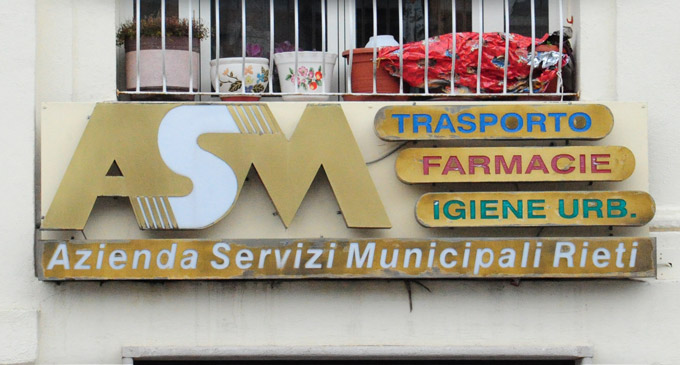 ASM
TRASPORTO
FARMACIE
IGIENE URB.
Azienda Servizi Municipali Rieti